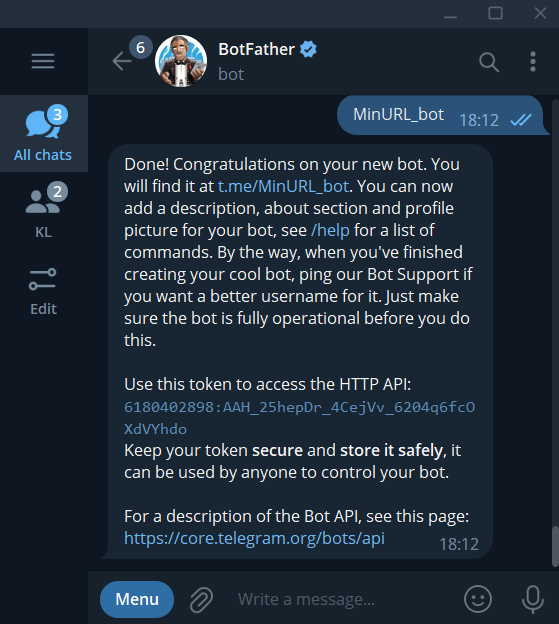 6
BotFather
bot
MinURL_bot
18:12
3
All chats
2
KL
Edit
Done! Congratulations on your new bot. You
will find it at t.me/MinURL_bot. You can now
add a description, about section and profile
picture for your bot, see /help for a list of
commands. By the way, when you've finished
creating your cool bot, ping our Bot Support if
you want a better username for it. Just make
sure the bot is fully operational before you do
this.
Use this token to access the HTTP API:
6180402898:AAH_25hepDr_4CejVv_6204q6fcO
XdVYhdo
Keep your token secure and store it safely, it
can be used by anyone to control your bot.
For a description of the Bot API, see this page:
https://core.telegram.org/bots/api
18:12
Menu
Write a message...